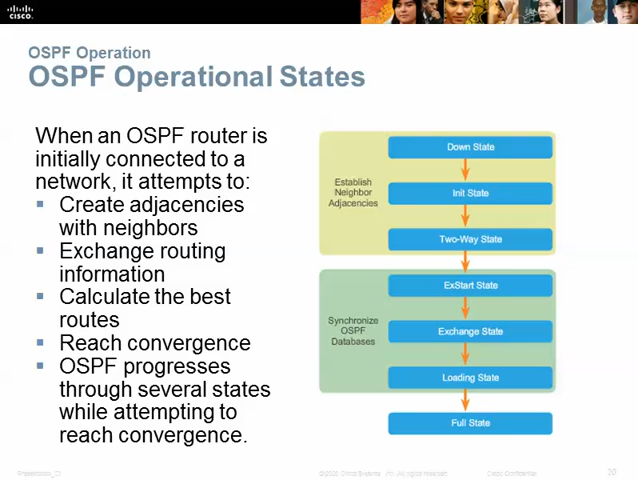 CISCO
OSPF Operation
OSPF Operational States
When an OSPF router is
initially connected to a
network, it attempts to:
Create adjacencies
with neighbors
Exchange routing
information
Calculate the best
routes
Reach convergence
OSPF progresses
through several states
while attempting to
reach convergence.
Establish
Neighbor
Adjacencies
Down State
Init State
Two-Way State
Synchronize
OSPF
Databases
ExStart State
Exchange State
Loading State
Full State
Cisco Confidential